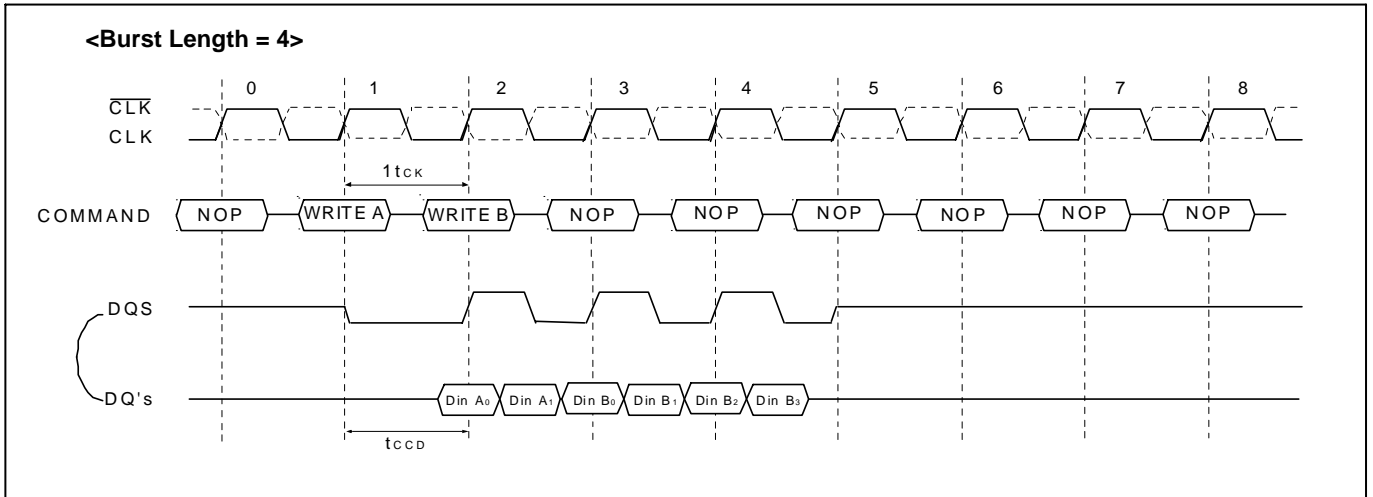 <Burst Length = 4>
0 1 2 3 4 5 6 7 8
CLK
CLK
1tCK
COMMAND NOP WRITE A WRITE B NOP NOP NOP NOP NOP NOP
DQS
DQ's Din A0 Din A1 Din B0 Din B1 Din B2 Din B3
tCCD